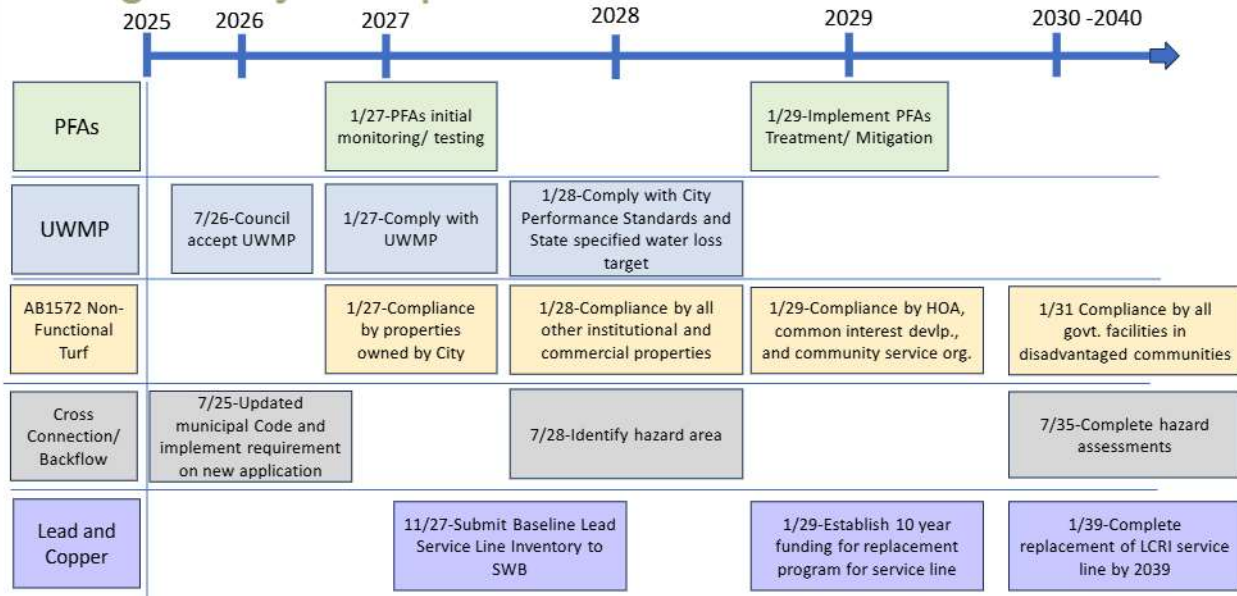 2025
2026
2027
2028
2029
2030 -2040
PFAs
1/27-PFAs initial
monitoring/ testing
1/29-Implement PFAs
Treatment/ Mitigation
UWMP
7/26-Council
accept UWMP
1/27-Comply with
UWMP
1/28-Comply with City
Performance Standards and
State specified water loss
target
AB1572 Non-
Functional
Turf
1/27-Compliance
by properties
owned by City
1/28-Compliance by all
other institutional and
commercial properties
1/29-Compliance by HOA,
common interest devlp.,
and community service org.
1/31 Compliance by all
govt. facilities in
disadvantaged communities
Cross
Connection/
Backflow
7/25-Updated
municipal Code and
implement requirement
on new application
7/28-Identify hazard area
7/35-Complete hazard
assessments
Lead and
Copper
11/27-Submit Baseline Lead
Service Line Inventory to
SWB
1/29-Establish 10 year
funding for replacement
program for service line
1/39-Complete
replacement of LCRI service
line by 2039